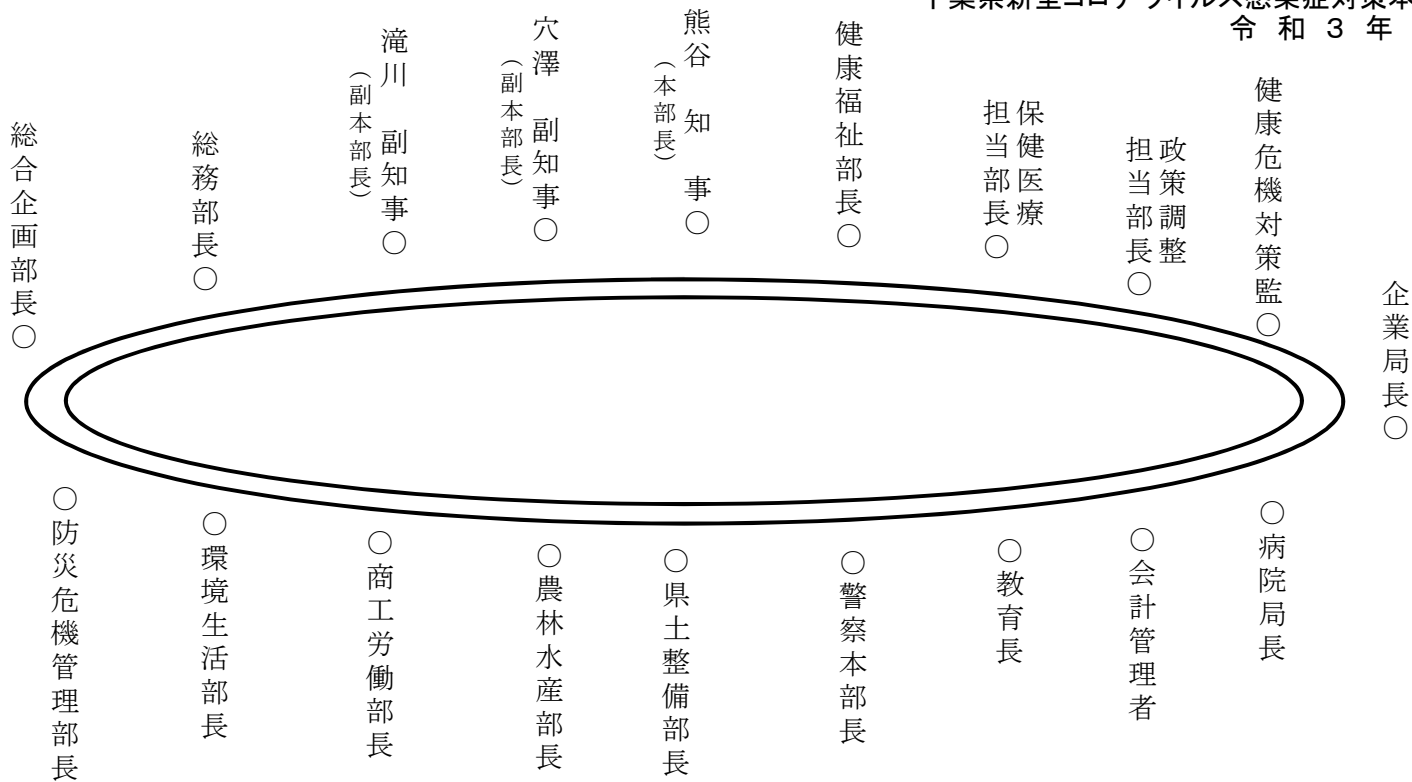 千葉県新型コロナウイルス感染症対策本
令和3年
総合企画部長○
総務部長○
滝川 副知事○
(副本部長)
穴澤 副知事○
(副本部長)
熊谷 知 事○
(本部長)
健康福祉部長○
保健医療
担当部長○
政策調整
担当部長○
健康危機対策監○
企業局長○
○防災危機管理部長
○環境生活部長
○商工労働部長
○農林水産部長
○県土整備部長
○警察本部長
○教育長
○会計管理者
○病院局長